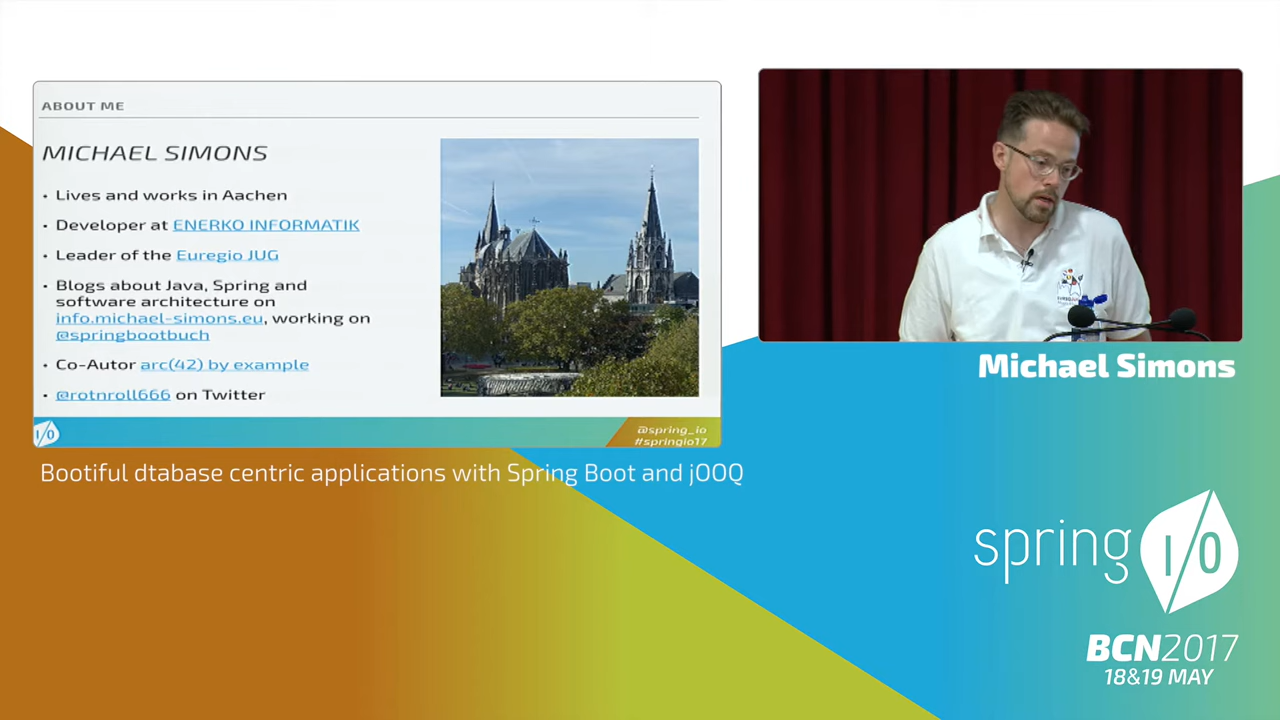 ABOUT ME
MICHAEL SIMONS
• Lives and works in Aachen
• Developer at ENERKO INFORMATIK
• Leader of the Euregio JUG
• Blogs about Java, Spring and
software architecture on
info.michael-simons.eu, working on
@springbootbuch
• Co-Autor arc(42) by example
• @rotnroll666 on Twitter
I/O
@spring_io
#springio17
Michael Simons
Bootiful dtabase centric applications with Spring Boot and jOOQ
spring I/O
BCN2017
18&19 MAY